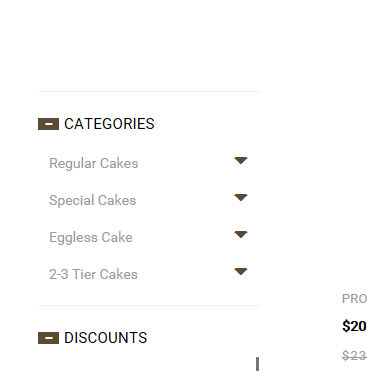 CATEGORIES
Regular Cakes
Special Cakes
Eggless Cake
2-3 Tier Cakes
PRO
$20
DISCOUNTS
$23